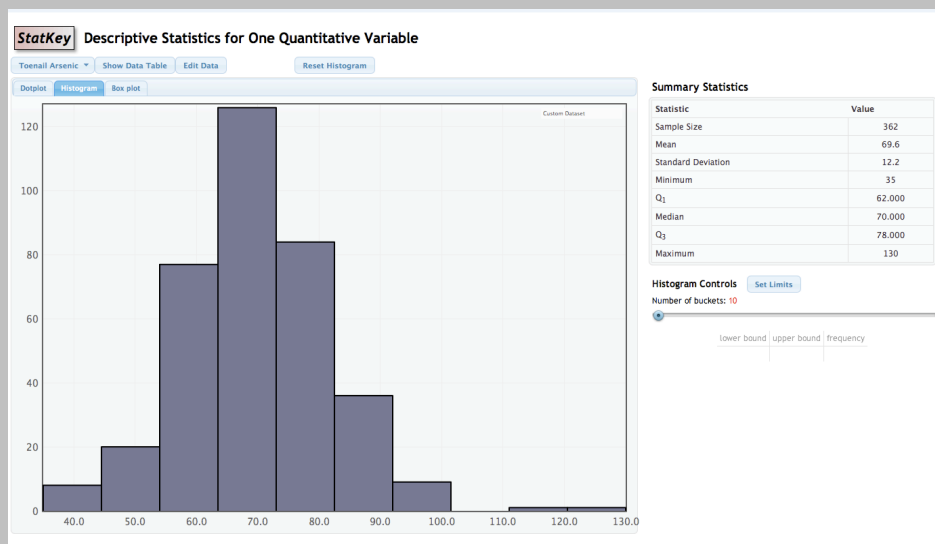 StatKey Descriptive Statistics for One Quantitative Variable
Toenail Arsenic Show Data Table Edit Data Reset Histogram
Dotplot Histogram Box plot
Custom Dataset
120
100
80
60
40
20
0
40.0 50.0 60.0 70.0 80.0 90.0 100.0 110.0 120.0 130.0
Summary Statistics
Statistic Value
Sample Size 362
Mean 69.6
Standard Deviation 12.2
Minimum 35
Q1 62.000
Median 70.000
Q3 78.000
Maximum 130
Histogram Controls Set Limits
Number of buckets: 10
lower bound upper bound frequency